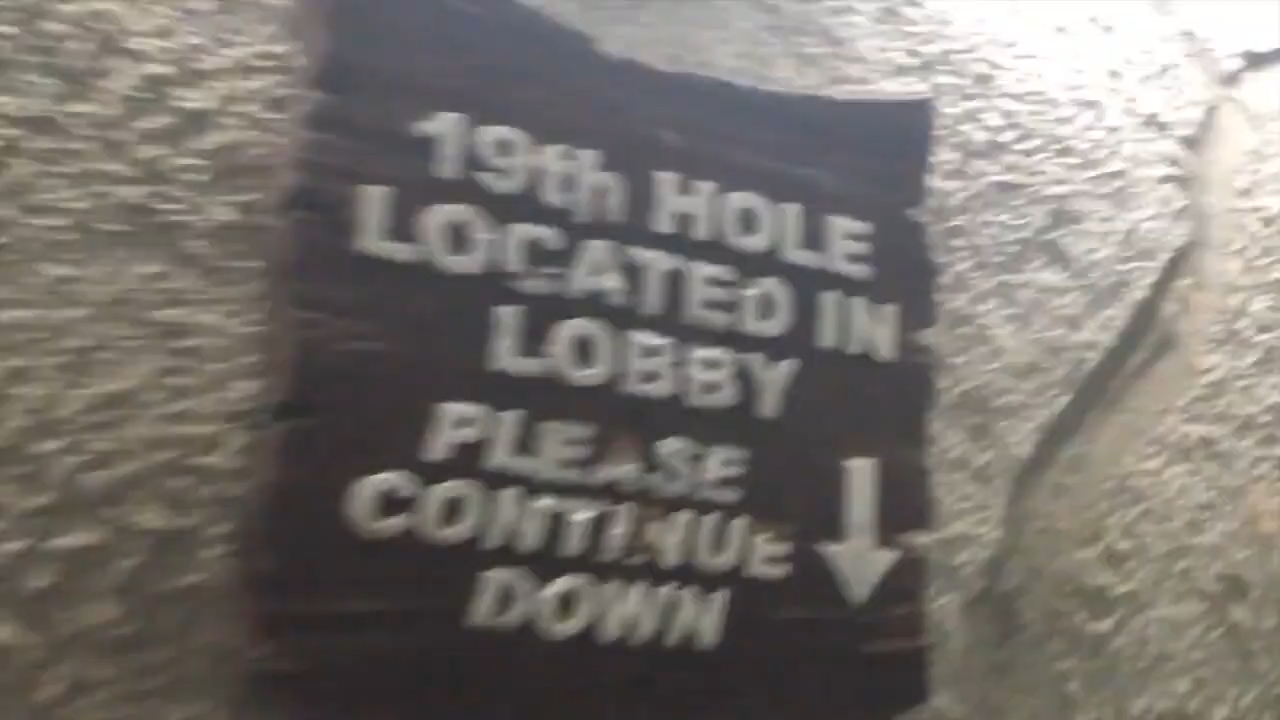 19th HOLE
LOCATED IN
LOBBY
PLEASE
CONTINUE
DOWN